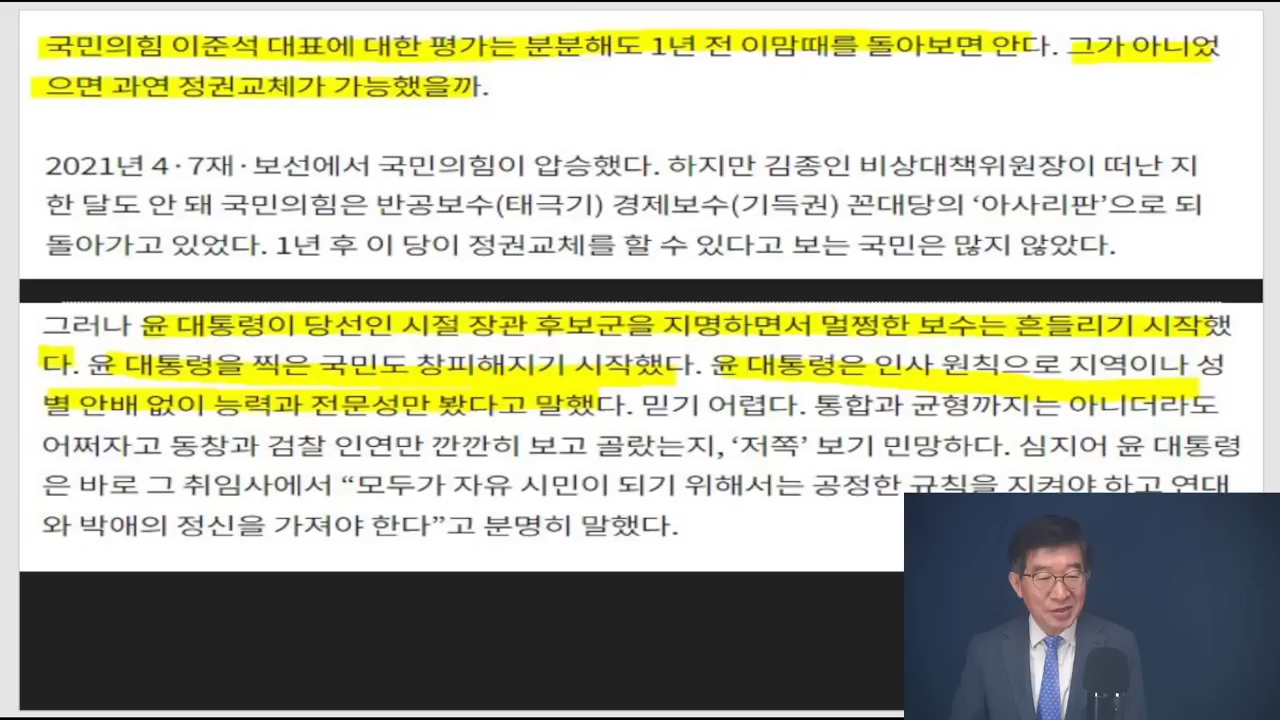 국민의힘 이준석 대표에 대한 평가는 분분해도 1년 전 이맘때를 돌아보면 안다. 그가 아니었
으면 과연 정권교체가 가능했을까.
2021년 4·7재·보선에서 국민의힘이 압승했다. 하지만 김종인 비상대책위원장이 떠난 지
한 달도 안 돼 국민의힘은 반공보수(태극기) 경제보수(기득권) 꼰대당의 ‘아사리판’으로 되
돌아가고 있었다. 1년 후 이 당이 정권교체를 할 수 있다고 보는 국민은 많지 않았다.
그러나 윤 대통령이 당선인 시절 장관 후보군을 지명하면서 멀쩡한 보수는 흔들리기 시작했
다. 윤 대통령을 찍은 국민도 창피해지기 시작했다. 윤 대통령은 인사 원칙으로 지역이나 성
별 안배 없이 능력과 전문성만 봤다고 말했다. 믿기 어렵다. 통합과 균형까지는 아니더라도
어쩌자고 동창과 검찰 인연만 깐깐히 보고 골랐는지, ‘저쪽’ 보기 민망하다. 심지어 윤 대통령
은 바로 그 취임사에서 “모두가 자유 시민이 되기 위해서는 공정한 규칙을 지켜야 하고 연대
와 박애의 정신을 가져야 한다”고 분명히 말했다.